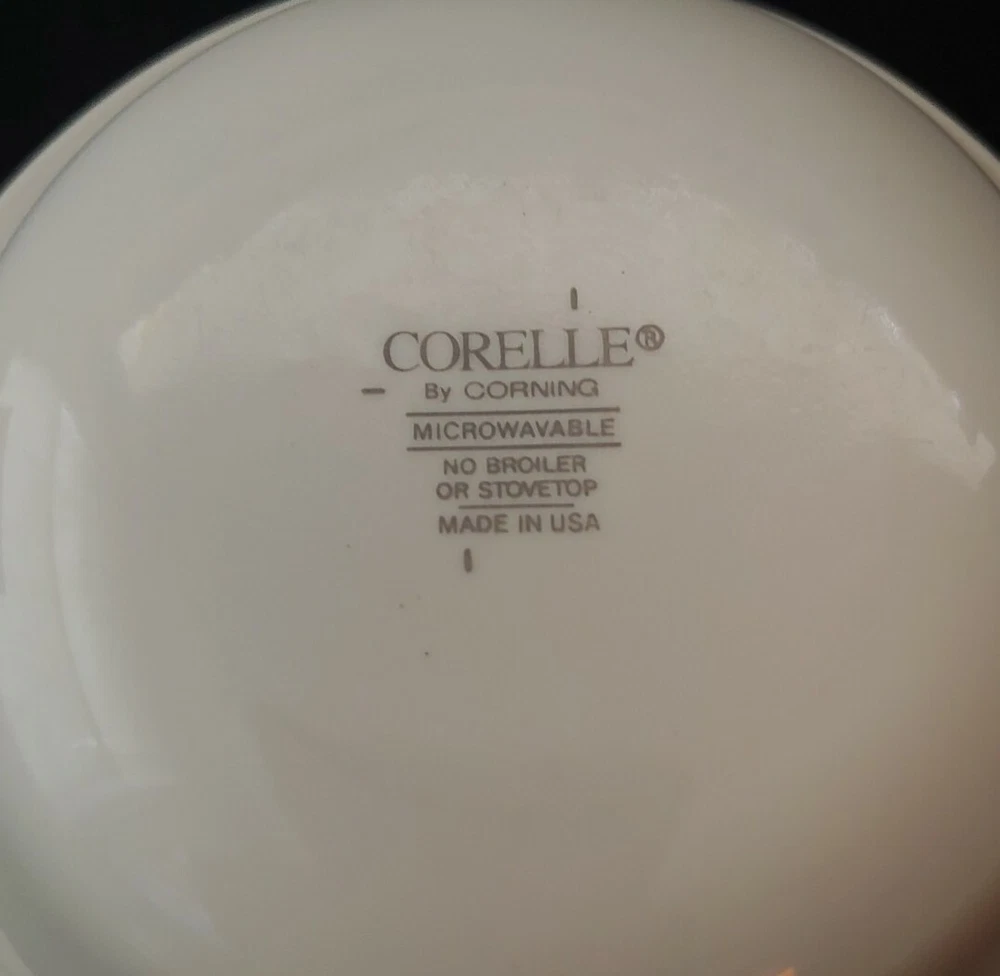 CORELLE®
By CORNING
MICROWAVABLE
NO BROILER
OR STOVETOP
MADE IN USA